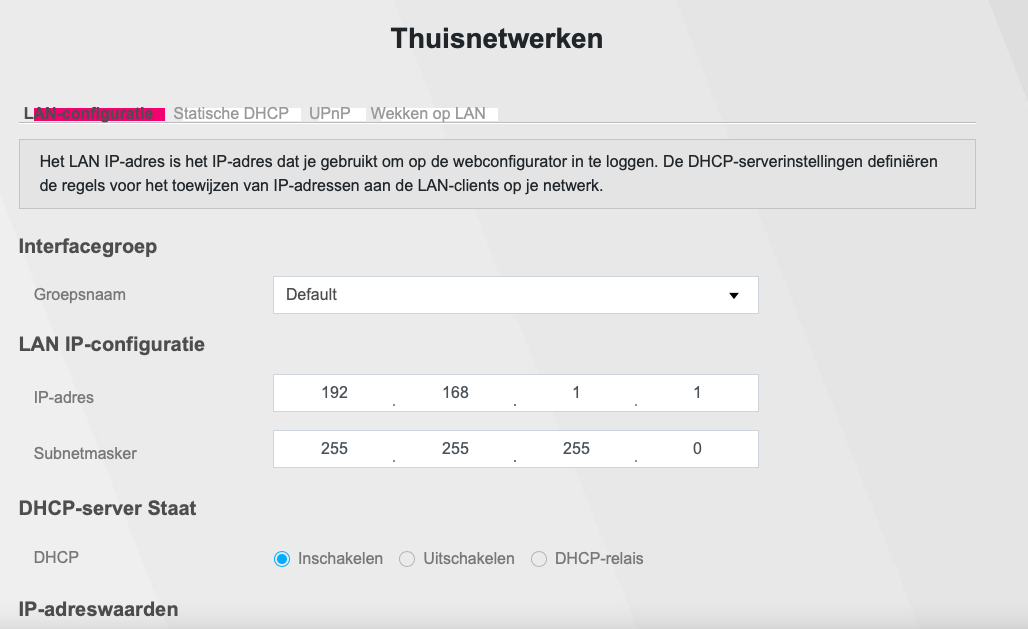 Thuisnetwerken
LAN-configuratie Statische DHCP UPnP Wekken op LAN
Het LAN IP-adres is het IP-adres dat je gebruikt om op de webconfigurator in te loggen. De DHCP-serverinstellingen definiëren
de regels voor het toewijzen van IP-adressen aan de LAN-clients op je netwerk.
Interfacegroep
Groepsnaam Default
LAN IP-configuratie
IP-adres 192 . 168 . 1 . 1
Subnetmasker 255 . 255 . 255 . 0
DHCP-server Staat
DHCP Inschakelen Uitschakelen DHCP-relais
IP-adreswaarden